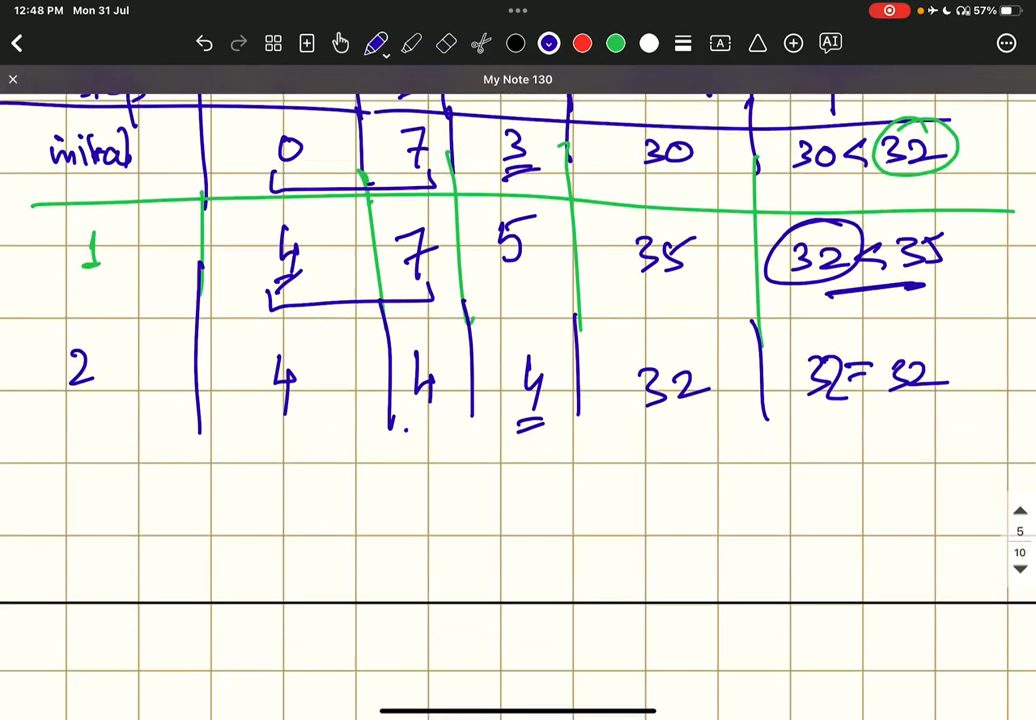 12:48 PM Mon 31 Jul 57%
A AI
My Note 130
initial 0 7 3 30 30<32
1 4 7 5 35 32<35
2 4 4 4 32 32=32
5
10